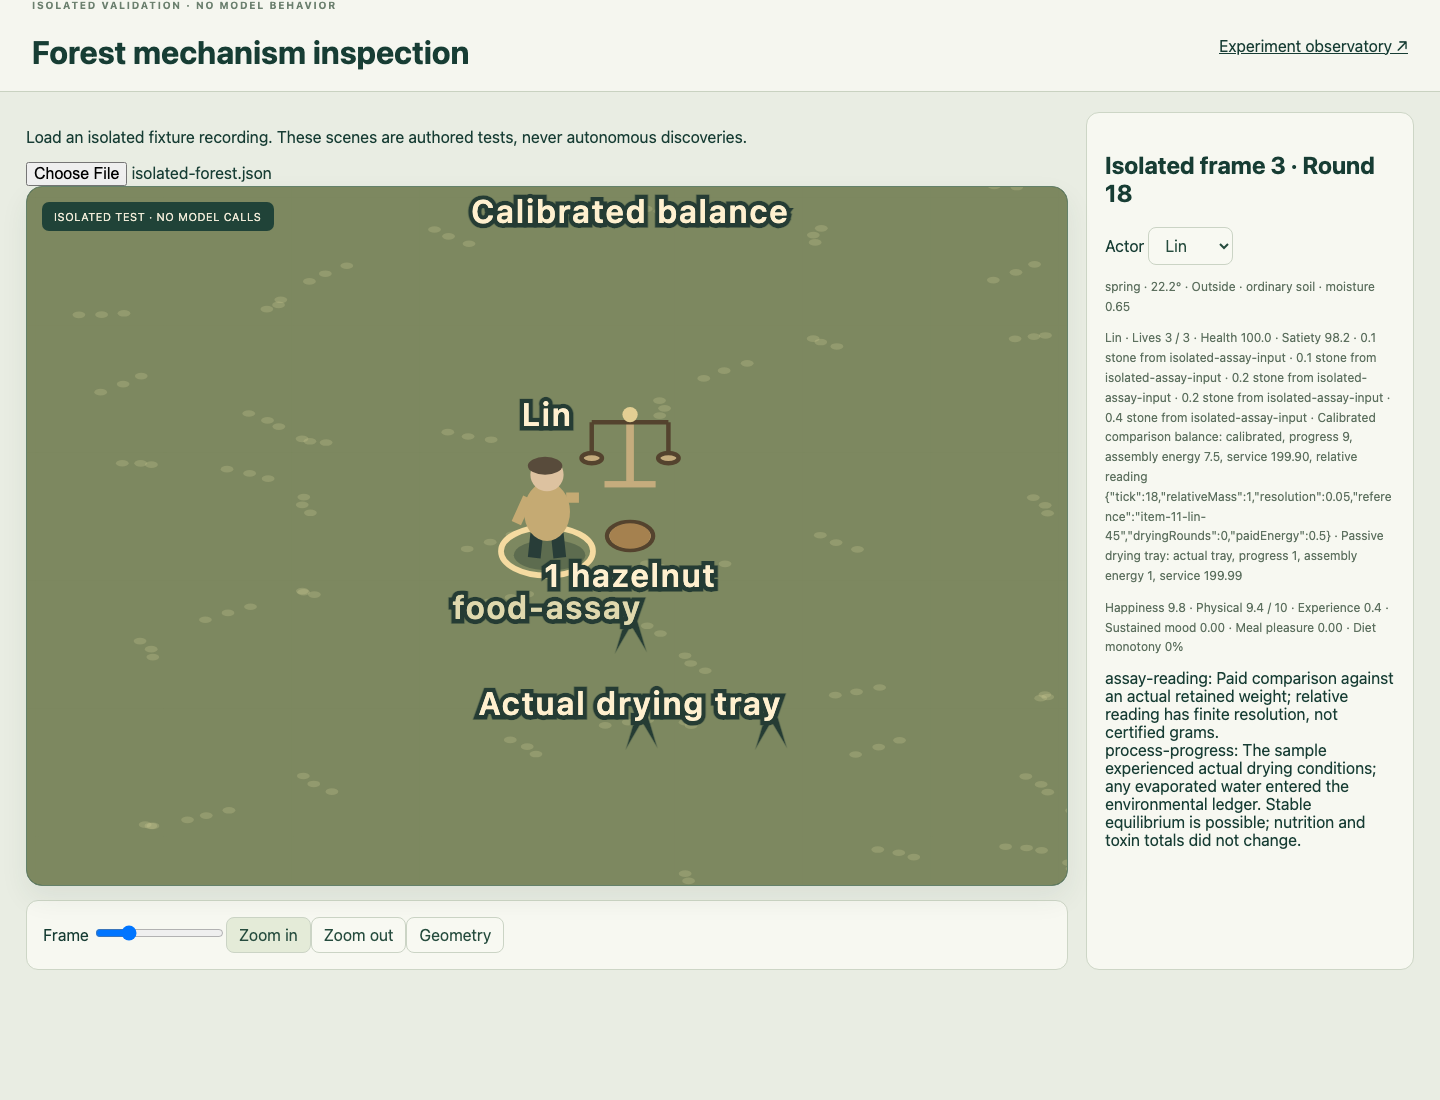 ISOLATED VALIDATION · NO MODEL BEHAVIOR
Forest mechanism inspection
Experiment observatory ↗
Load an isolated fixture recording. These scenes are authored tests, never autonomous discoveries.
Choose File isolated-forest.json
ISOLATED TEST · NO MODEL CALLS
Calibrated balance
Lin
1 hazelnut
food-assay
Actual drying tray
Frame
Zoom in
Zoom out
Geometry
Isolated frame 3 · Round
18
Actor Lin
spring · 22.2° · Outside · ordinary soil · moisture
0.65
Lin · Lives 3 / 3 · Health 100.0 · Satiety 98.2 · 0.1
stone from isolated-assay-input · 0.1 stone from
isolated-assay-input · 0.2 stone from isolated-
assay-input · 0.2 stone from isolated-assay-input ·
0.4 stone from isolated-assay-input · Calibrated
comparison balance: calibrated, progress 9,
assembly energy 7.5, service 199.90, relative
reading
{"tick":18,"relativeMass":1,"resolution":0.05,"refere
nce":"item-11-lin-
45","dryingRounds":0,"paidEnergy":0.5} · Passive
drying tray: actual tray, progress 1, assembly
energy 1, service 199.99
Happiness 9.8 · Physical 9.4 / 10 · Experience 0.4 ·
Sustained mood 0.00 · Meal pleasure 0.00 · Diet
monotony 0%
assay-reading: Paid comparison against
an actual retained weight; relative
reading has finite resolution, not
certified grams.
process-progress: The sample
experienced actual drying conditions;
any evaporated water entered the
environmental ledger. Stable
equilibrium is possible; nutrition and
toxin totals did not change.